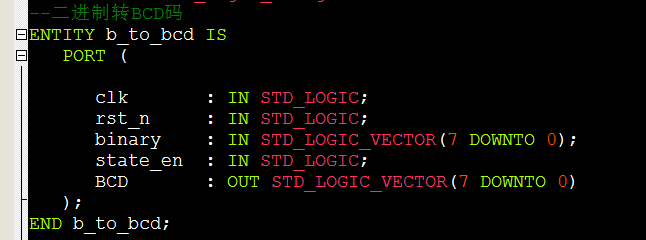 --二进制转BCD码
ENTITY b_to_bcd IS
PORT (
clk : IN STD_LOGIC;
rst_n : IN STD_LOGIC;
binary : IN STD_LOGIC_VECTOR(7 DOWNTO 0);
state_en : IN STD_LOGIC;
BCD : OUT STD_LOGIC_VECTOR(7 DOWNTO 0)
);
END b_to_bcd;